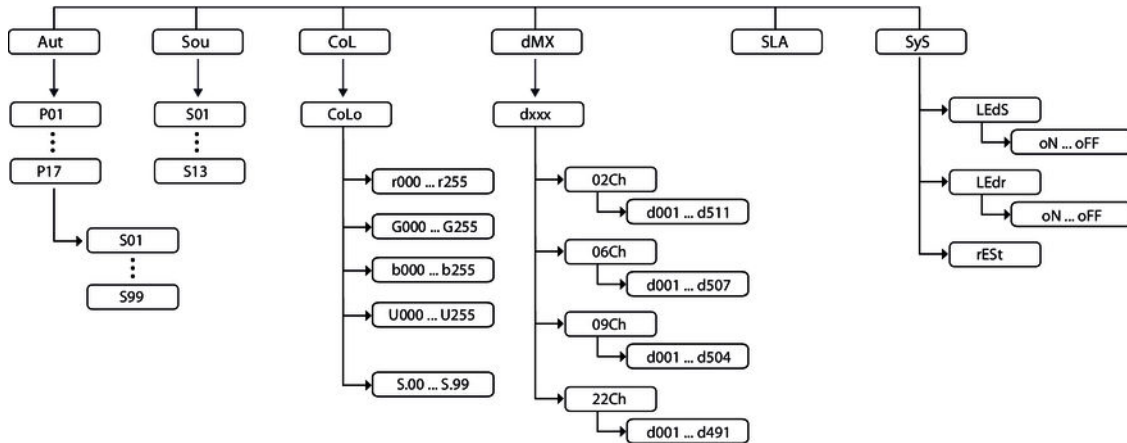 Aut
Sou
CoL
dMX
SLA
SyS
P01
P17
S01
S99
S01
S13
CoLo
r000 ... r255
G000 ... G255
b000 ... b255
U000 ... U255
S.00 ... S.99
dxxx
02Ch
d001 ... d511
06Ch
d001 ... d507
09Ch
d001 ... d504
22Ch
d001 ... d491
LEdS
oN ... oFF
LEdr
oN ... oFF
rESt